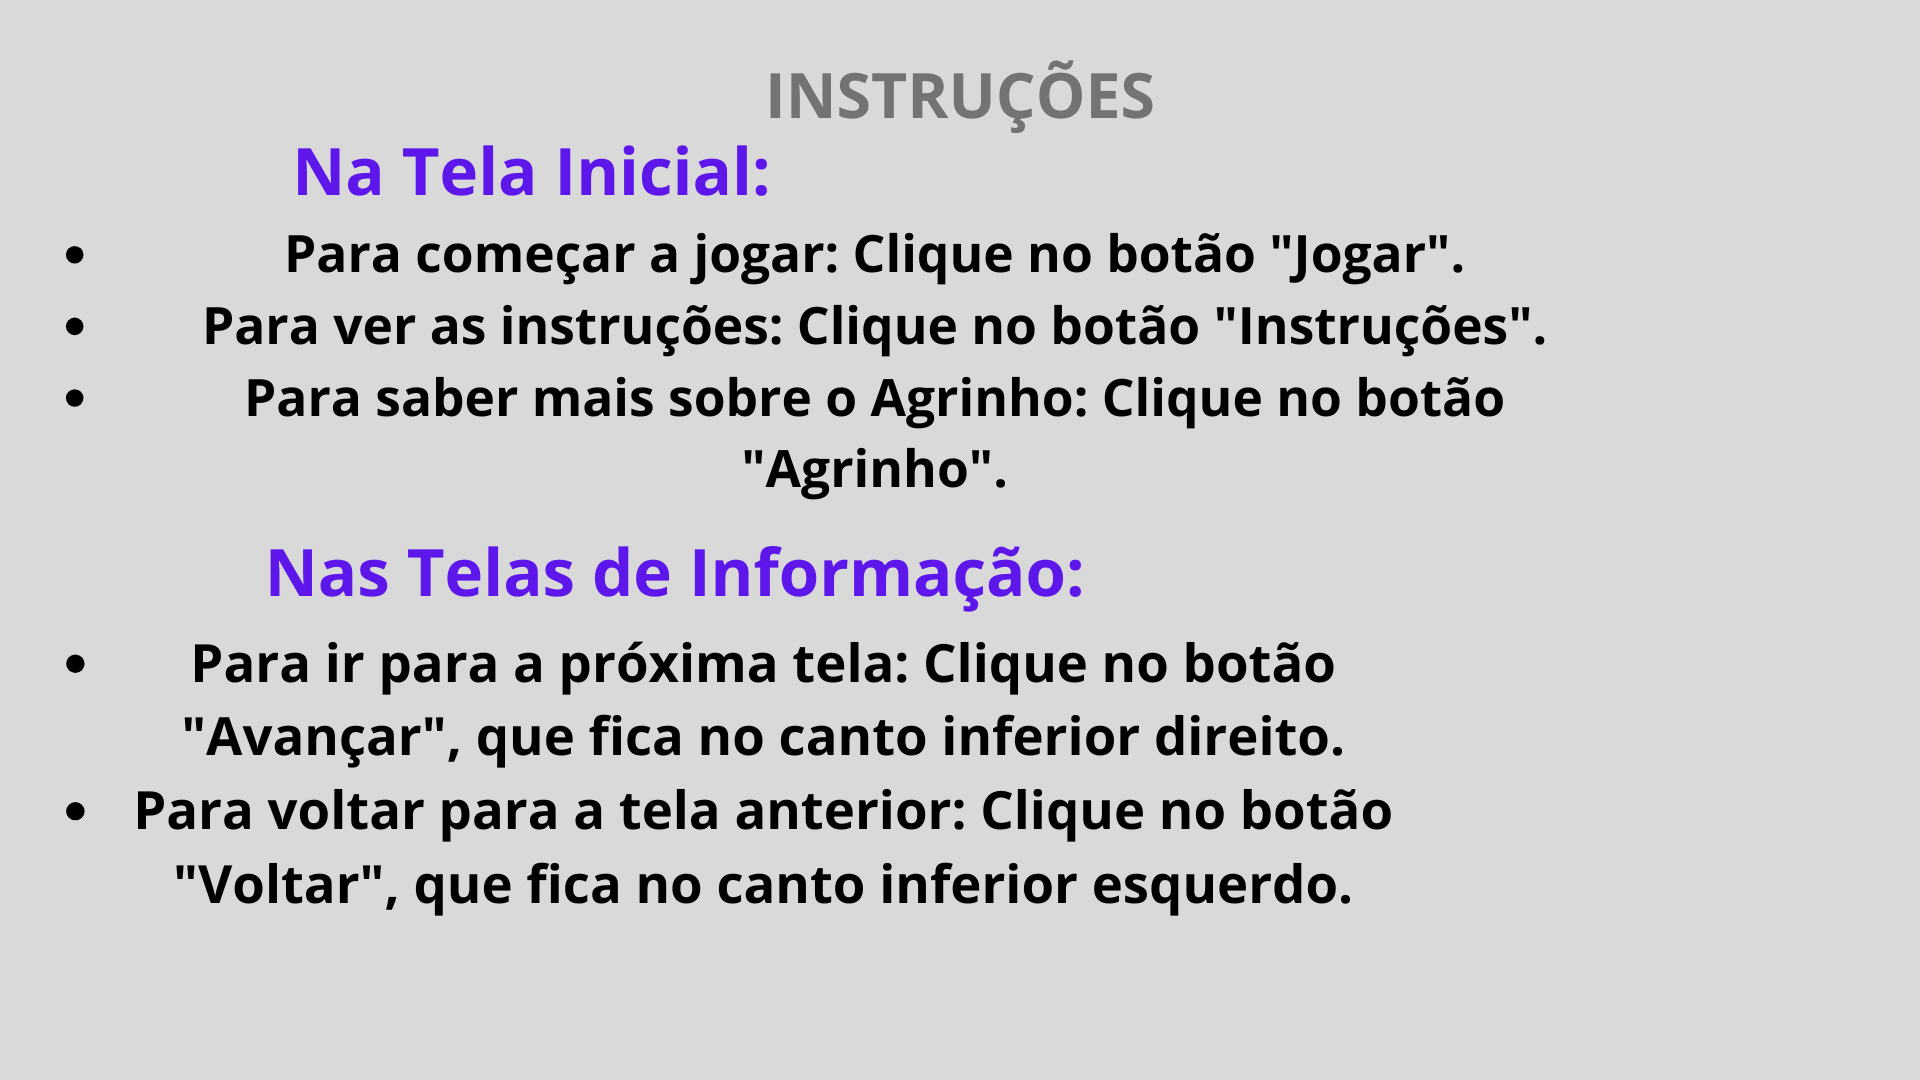 INSTRUÇÕES
Na Tela Inicial:
• Para começar a jogar: Clique no botão "Jogar".
• Para ver as instruções: Clique no botão "Instruções".
• Para saber mais sobre o Agrinho: Clique no botão
"Agrinho".
Nas Telas de Informação:
• Para ir para a próxima tela: Clique no botão
"Avançar", que fica no canto inferior direito.
• Para voltar para a tela anterior: Clique no botão
"Voltar", que fica no canto inferior esquerdo.